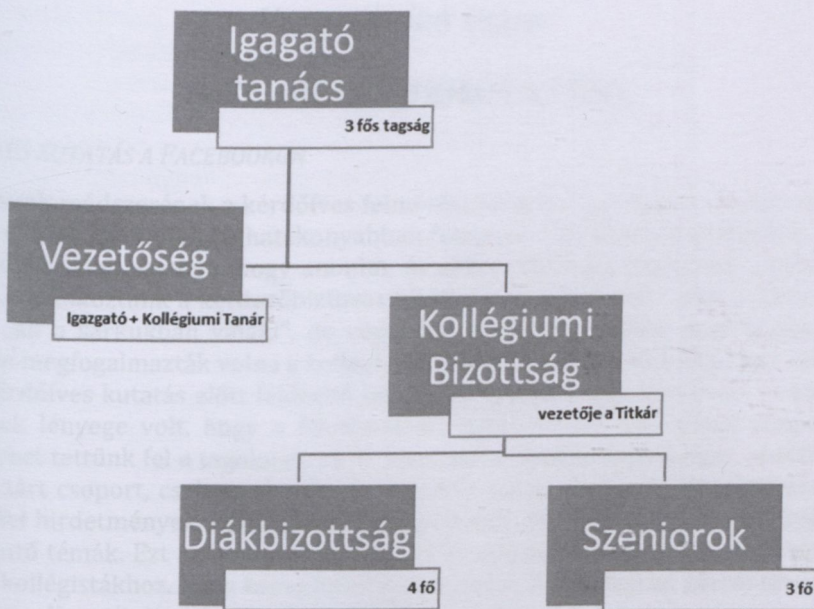 Igagató
tanács
3 fős tagság
Vezetőség
Igazgató + Kollégiumi Tanár
Kollégiumi
Bizottság
vezetője a Titkár
Diákbizottság
4 fő
Szeniorok
3 fő